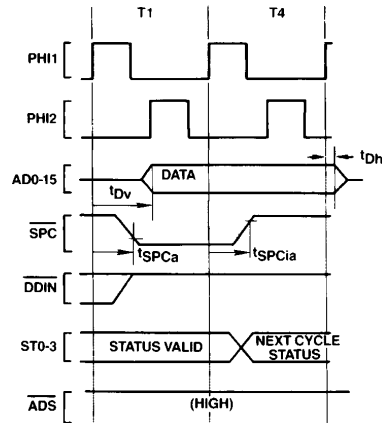 T1 T4
PHI1
PHI2
tDh
AD0-15
DATA
tDv
SPC
tSPCa tSPCia
DDIN
ST0-3
STATUS VALID
NEXT CYCLE
STATUS
ADS
(HIGH)